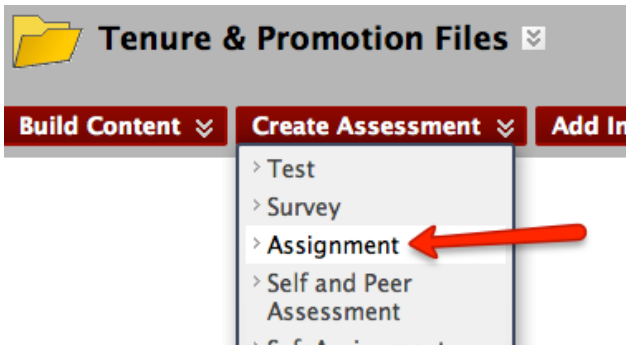 Tenure & Promotion Files
Build Content
Create Assessment
Add In
Test
Survey
Assignment
Self and Peer
Assessment